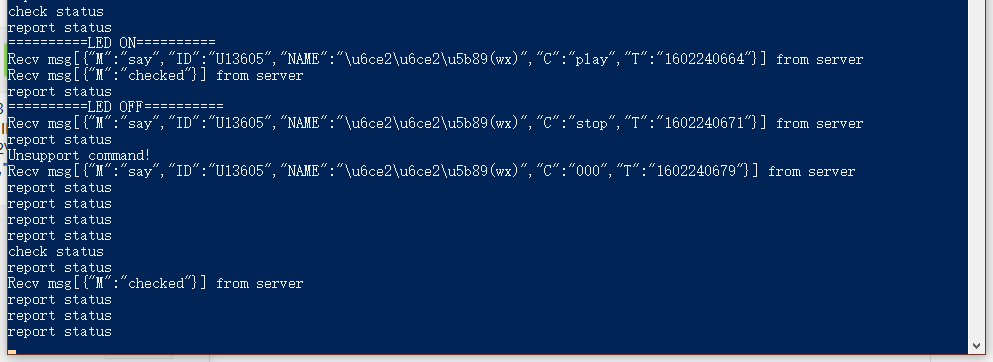 check status
report status
==========LED ON==========
Recv msg[{"M":"say","ID":"U13605","NAME":"\u6ce2\u6ce2\u5b89(wx)","C":"play","T":"1602240664"}] from server
Recv msg[{"M":"checked"}] from server
report status
==========LED OFF==========
Recv msg[{"M":"say","ID":"U13605","NAME":"\u6ce2\u6ce2\u5b89(wx)","C":"stop","T":"1602240671"}] from server
report status
Unsupport command!
Recv msg[{"M":"say","ID":"U13605","NAME":"\u6ce2\u6ce2\u5b89(wx)","C":"000","T":"1602240679"}] from server
report status
report status
report status
report status
check status
report status
Recv msg[{"M":"checked"}] from server
report status
report status
report status